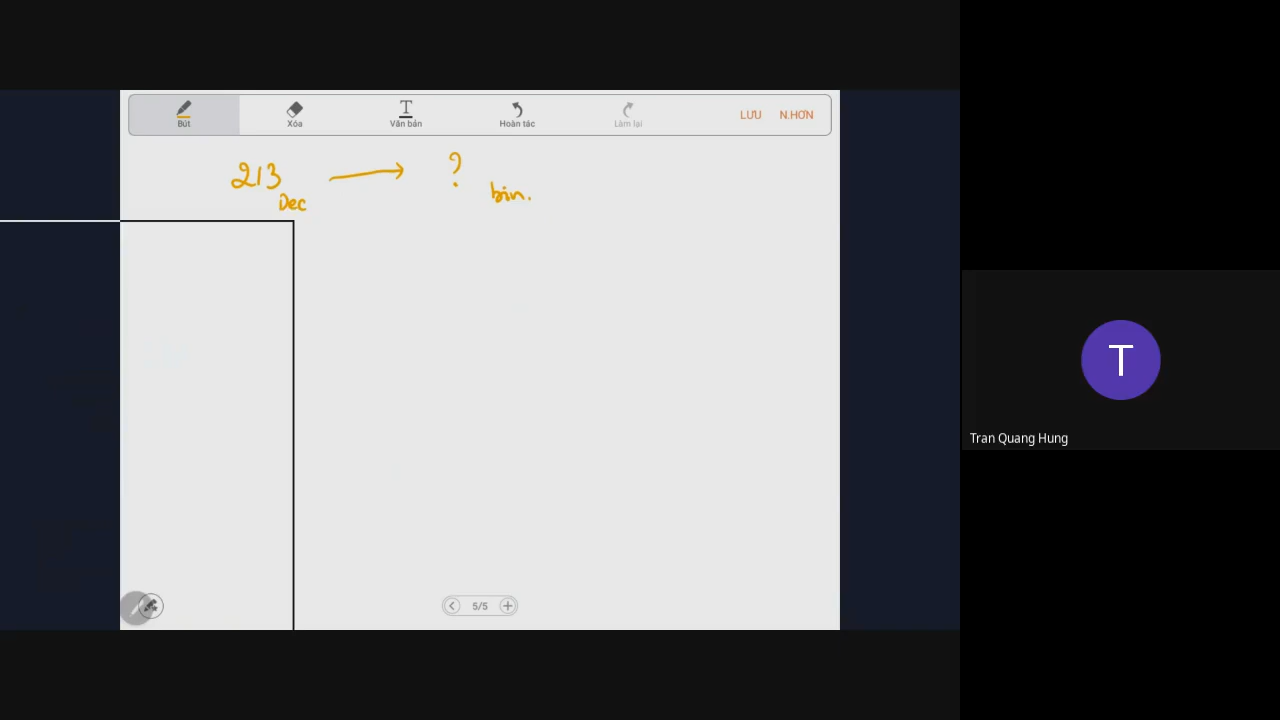 Bút Xóa Văn bản Hoàn tác Làm lại LƯU N.HƠN
213 Dec → ? bin.
T
Tran Quang Hung
5/5